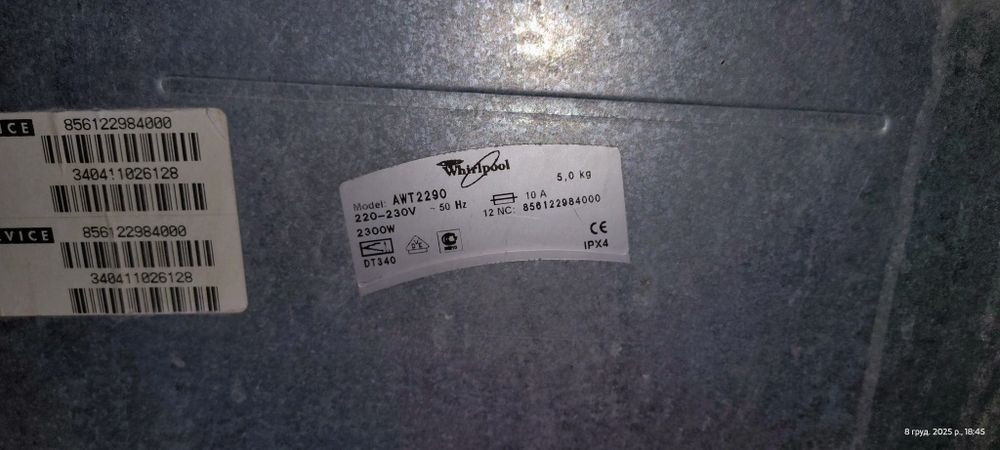 ICE 856122984000
340411026128
VICE 856122984000
340411026128
Whirlpool
5,0 kg
Model: AWT2290
10 A
220-230V ~ 50 Hz
12 NC: 856122984000
2300W
CE
DT340
IPX4
8 груд. 2025 р., 18:45